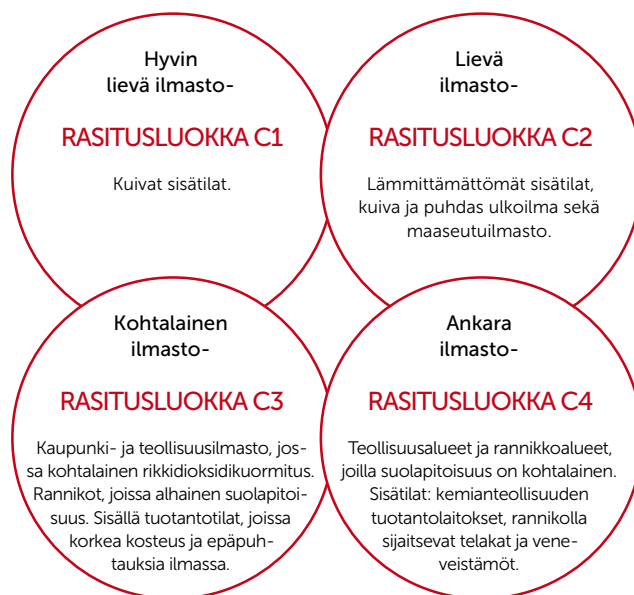 Hyvin
lievä ilmasto-
RASITUSLUOKKA C1
Kuivat sisätilat.
Lievä
ilmasto-
RASITUSLUOKKA C2
Lämmittämättömät sisätilat,
kuiva ja puhdas ulkoilma sekä
maaseutuilmasto.
Kohtalainen
ilmasto-
RASITUSLUOKKA C3
Kaupunki- ja teollisuusilmasto, jos-
sa kohtalainen rikkidioksidikuormitus.
Rannikot, joissa alhainen suolapitoi-
suus. Sisällä tuotantotilat, joissa
korkea kosteus ja epäpuh-
tauksia ilmassa.
Ankara
ilmasto-
RASITUSLUOKKA C4
Teollisuusalueet ja rannikkoalueet,
joilla suolapitoisuus on kohtalainen.
Sisätilat: kemianteollisuuden
tuotantolaitokset, rannikolla
sijaitsevat telakat ja vene-
veistämöt.